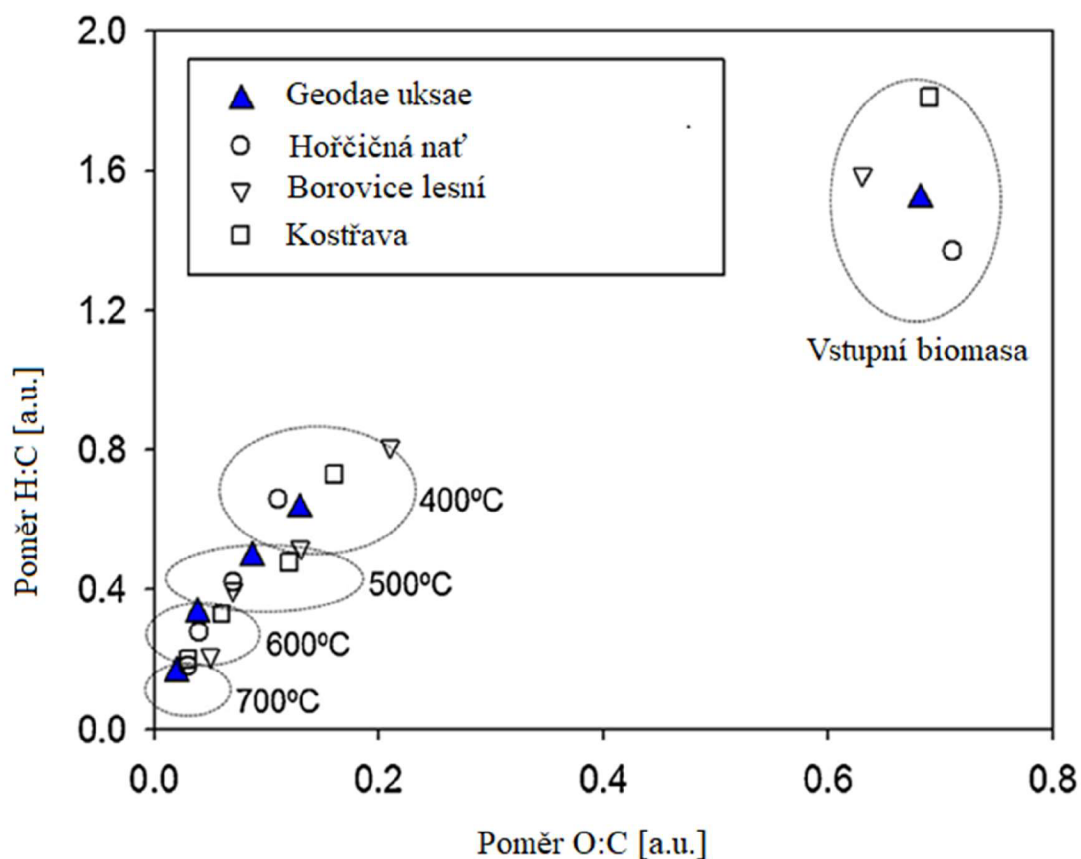 2.0
1.6
1.2
0.8
0.4
0.0
Poměr H:C [a.u.]
Geodae uksae
Hořčičná nať
Borovice lesní
Kostřava
Vstupní biomasa
400ºC
500ºC
600ºC
700ºC
0.0 0.2 0.4 0.6 0.8
Poměr O:C [a.u.]